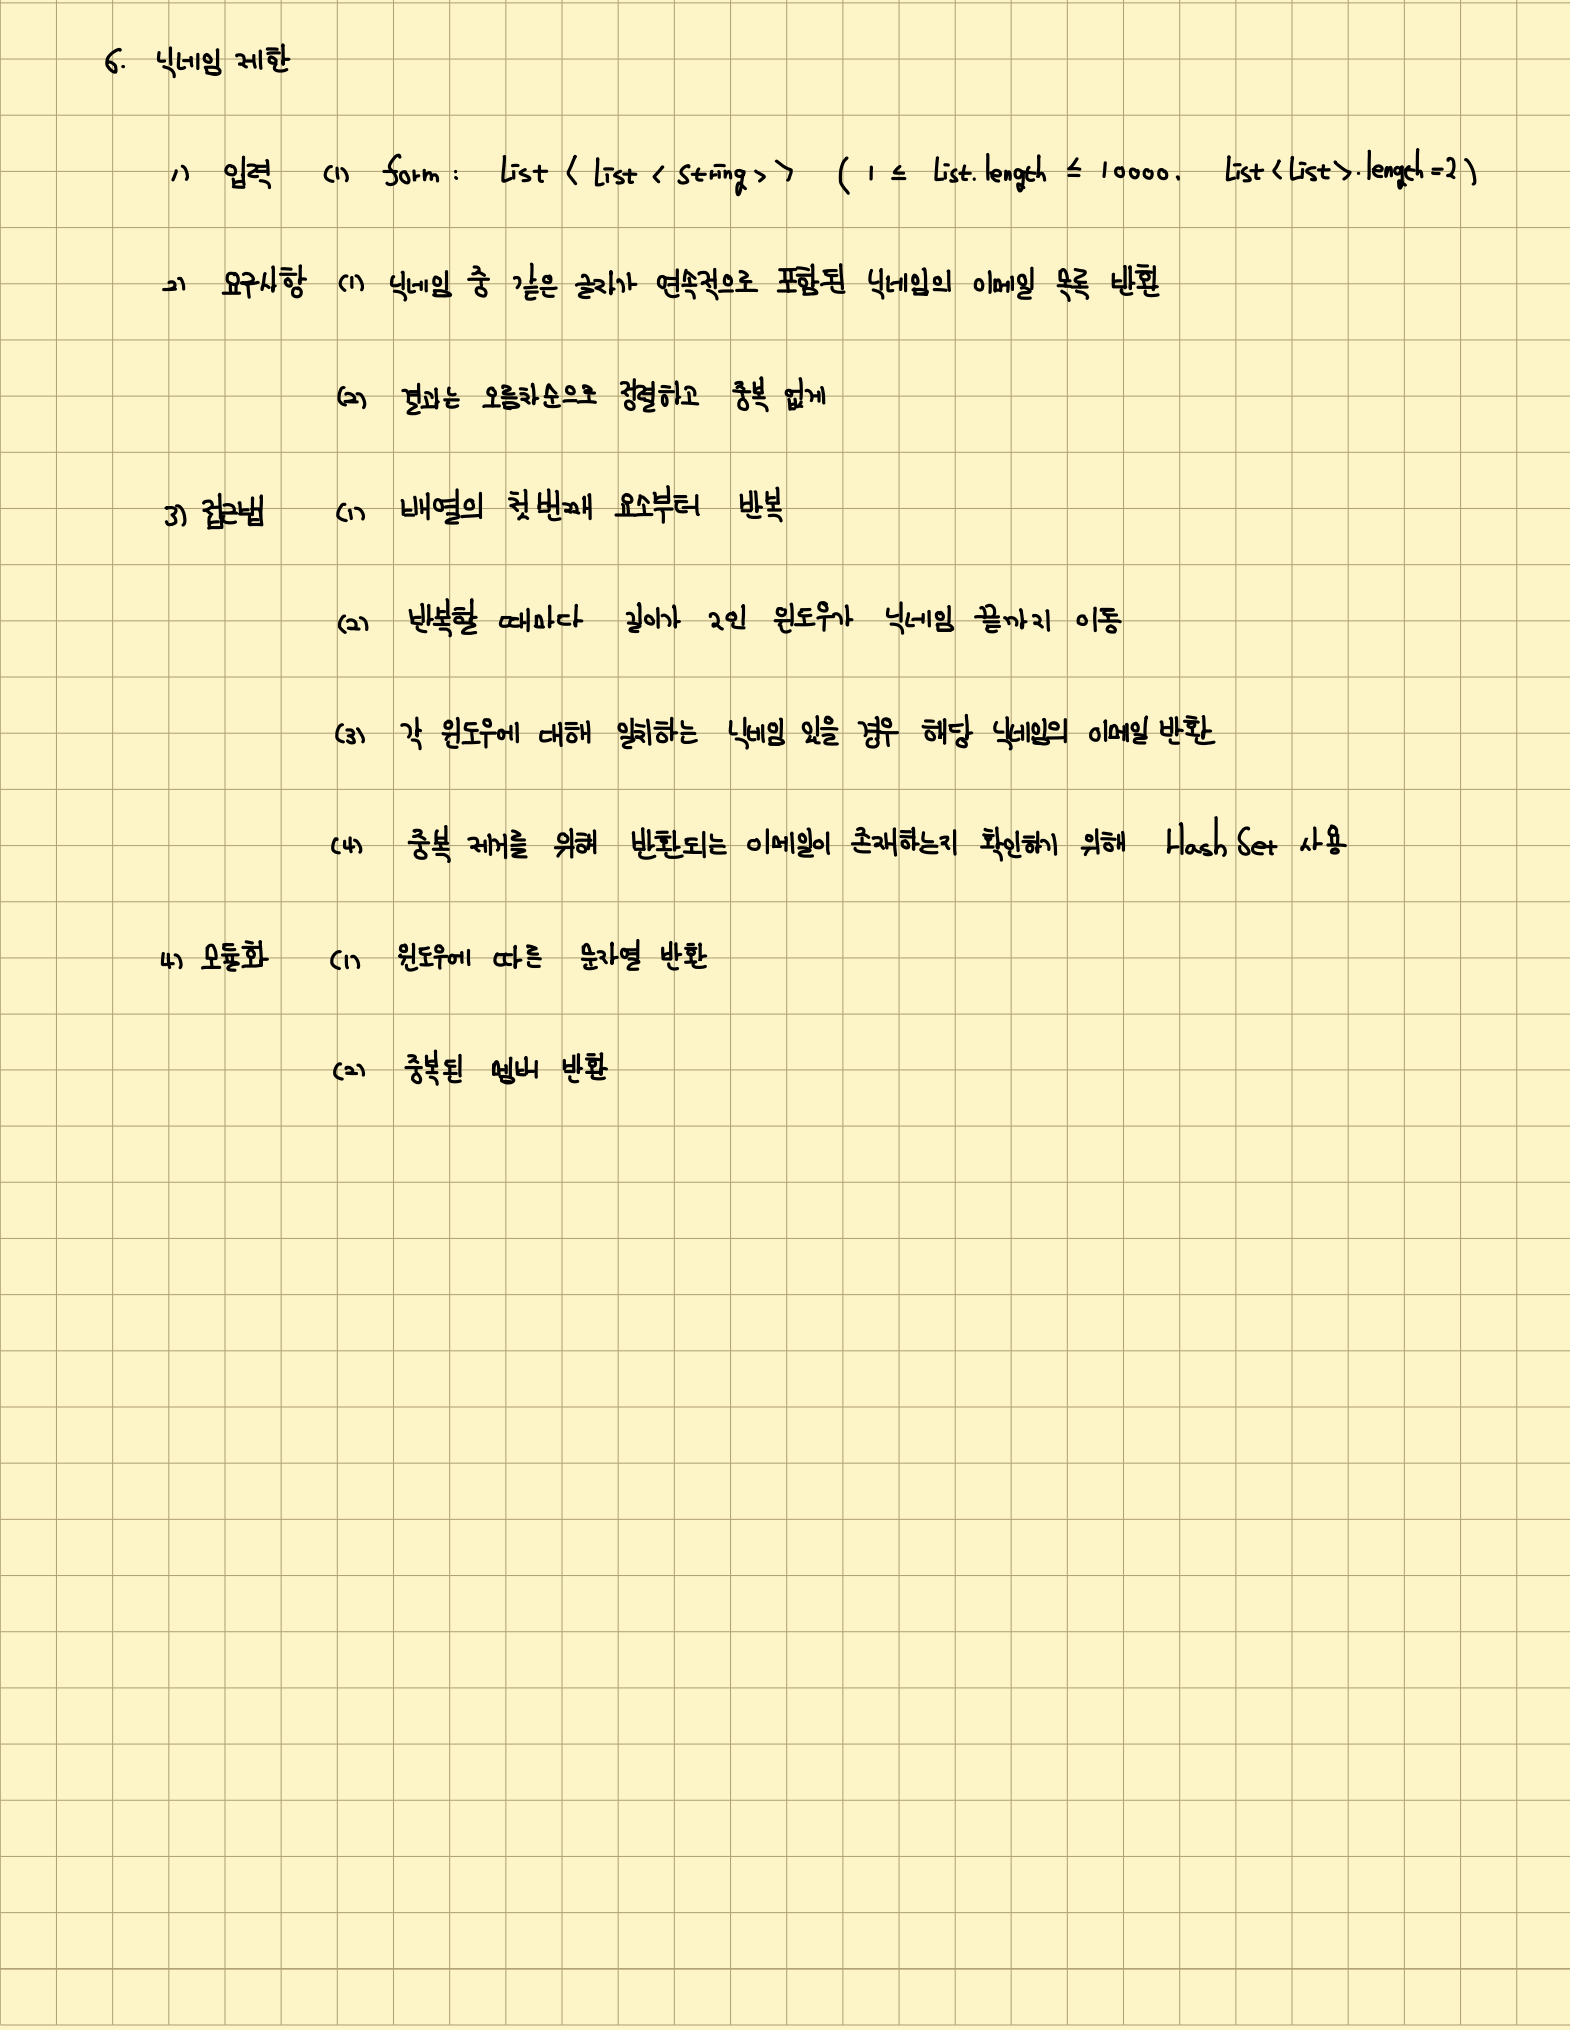 6. 닉네임 제한
1) 입력 (1) form : List < List < String > > ( 1 ≤ List.length ≤ 10000. List<List>.length = 2 )
2) 요구사항 (1) 닉네임 중 같은 글자가 연속적으로 포함된 닉네임의 이메일 목록 반환
(2) 결과는 오름차순으로 정렬하고 중복 없게
3) 접근법 (1) 배열의 첫 번째 요소부터 반복
(2) 반복할 때마다 길이가 2인 윈도우가 닉네임 끝까지 이동
(3) 각 윈도우에 대해 일치하는 닉네임 있을 경우 해당 닉네임의 이메일 반환
(4) 중복 제거를 위해 반환되는 이메일이 존재하는지 확인하기 위해 Hash Set 사용
4) 모듈화 (1) 윈도우에 따른 문자열 반환
(2) 중복된 멤버 반환